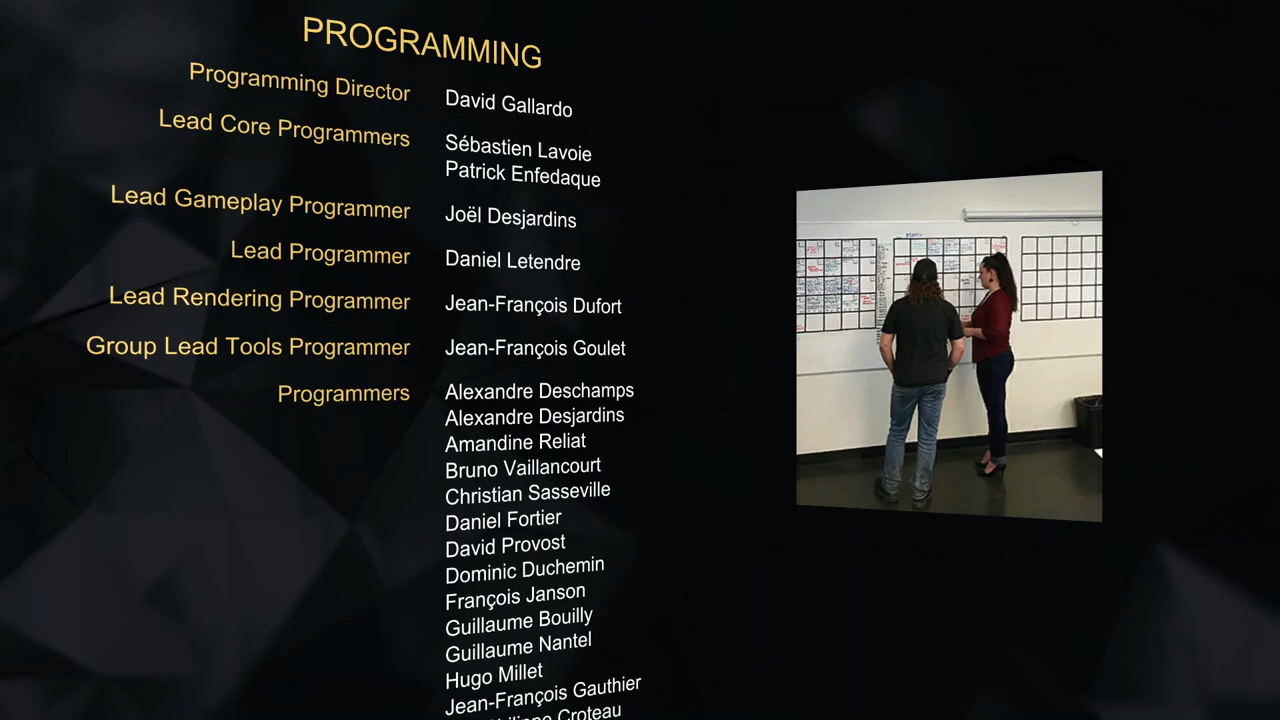 PROGRAMMING
Programming Director David Gallardo
Lead Core Programmers Sébastien Lavoie
Patrick Enfedaque
Lead Gameplay Programmer Joël Desjardins
Lead Programmer Daniel Letendre
Lead Rendering Programmer Jean-François Dufort
Group Lead Tools Programmer Jean-François Goulet
Programmers Alexandre Deschamps
Alexandre Desjardins
Amandine Reliat
Bruno Vaillancourt
Christian Sasseville
Daniel Fortier
David Provost
Dominic Duchemin
François Janson
Guillaume Bouilly
Guillaume Nantel
Hugo Millet
Jean-François Gauthier
Croteau